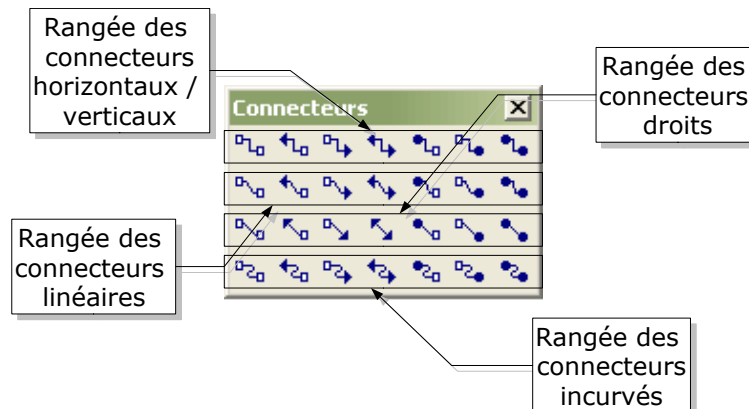 Rangée des
connecteurs
horizontaux /
verticaux
Rangée des
connecteurs
droits
Connecteurs
Rangée des
connecteurs
linéaires
Rangée des
connecteurs
incurvés